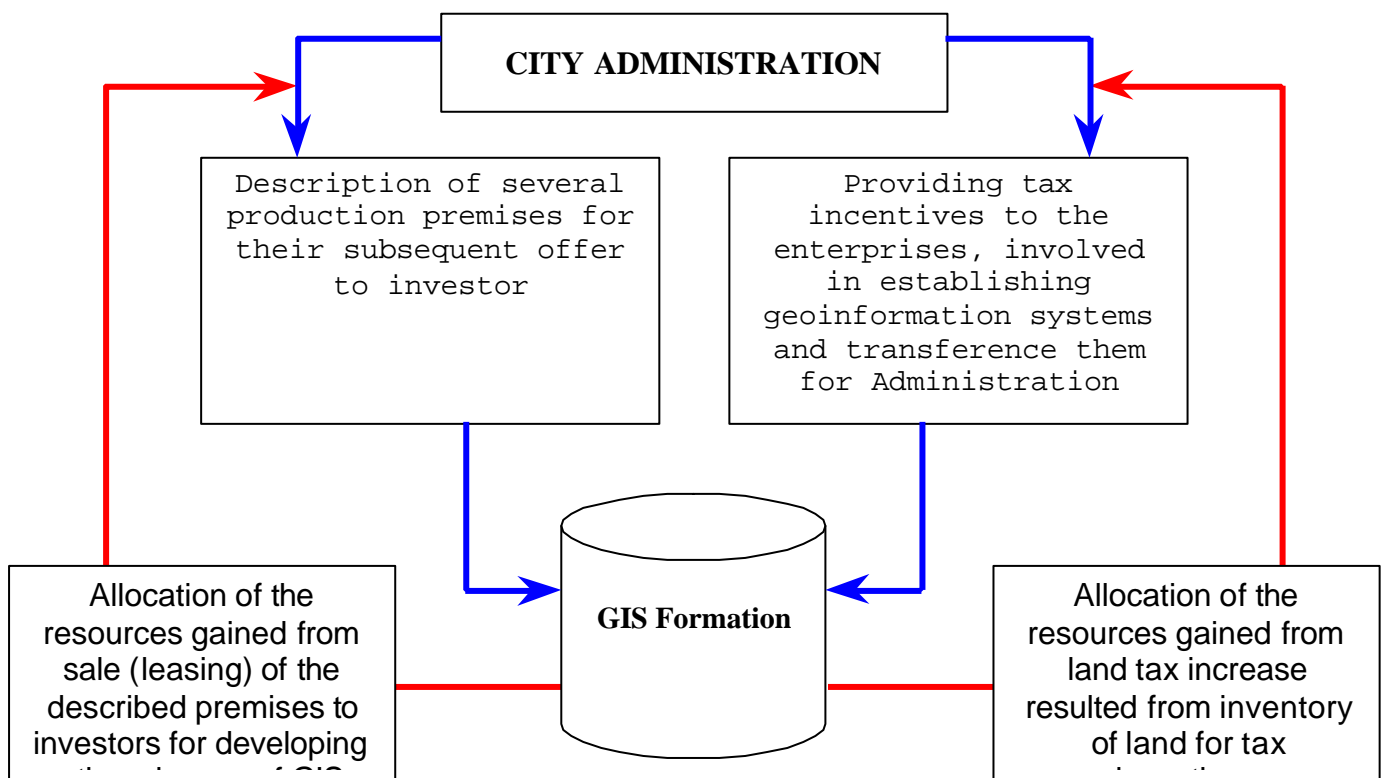 CITY ADMINISTRATION
Description of several
production premises for
their subsequent offer
to investor
Providing tax
incentives to the
enterprises, involved
in establishing
geoinformation systems
and transference them
for Administration
GIS Formation
Allocation of the
resources gained from
sale (leasing) of the
described premises to
investors for developing
Allocation of the
resources gained from
land tax increase
resulted from inventory
of land for tax